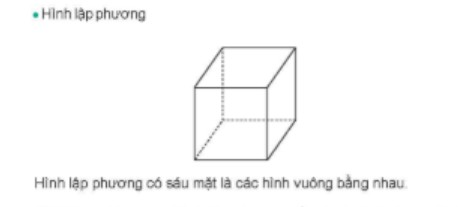 • Hình lập phương
Hình lập phương có sáu mặt là các hình vuông bằng nhau.